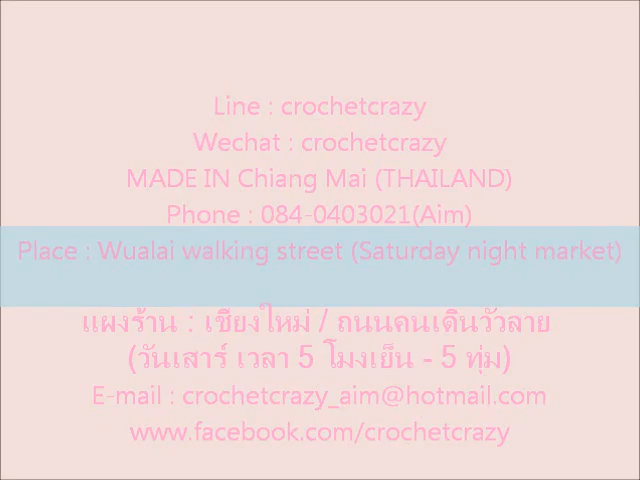 Line : crochetcrazy
Wechat : crochetcrazy
MADE IN Chiang Mai (THAILAND)
Phone : 084-0403021(Aim)
Place : Wualai walking street (Saturday night market)
แผงร้าน : เชียงใหม่ / ถนนคนเดินวัวลาย
(วันเสาร์ เวลา 5 โมงเย็น - 5 ทุ่ม)
E-mail : crochetcrazy_aim@hotmail.com
www.facebook.com/crochetcrazy